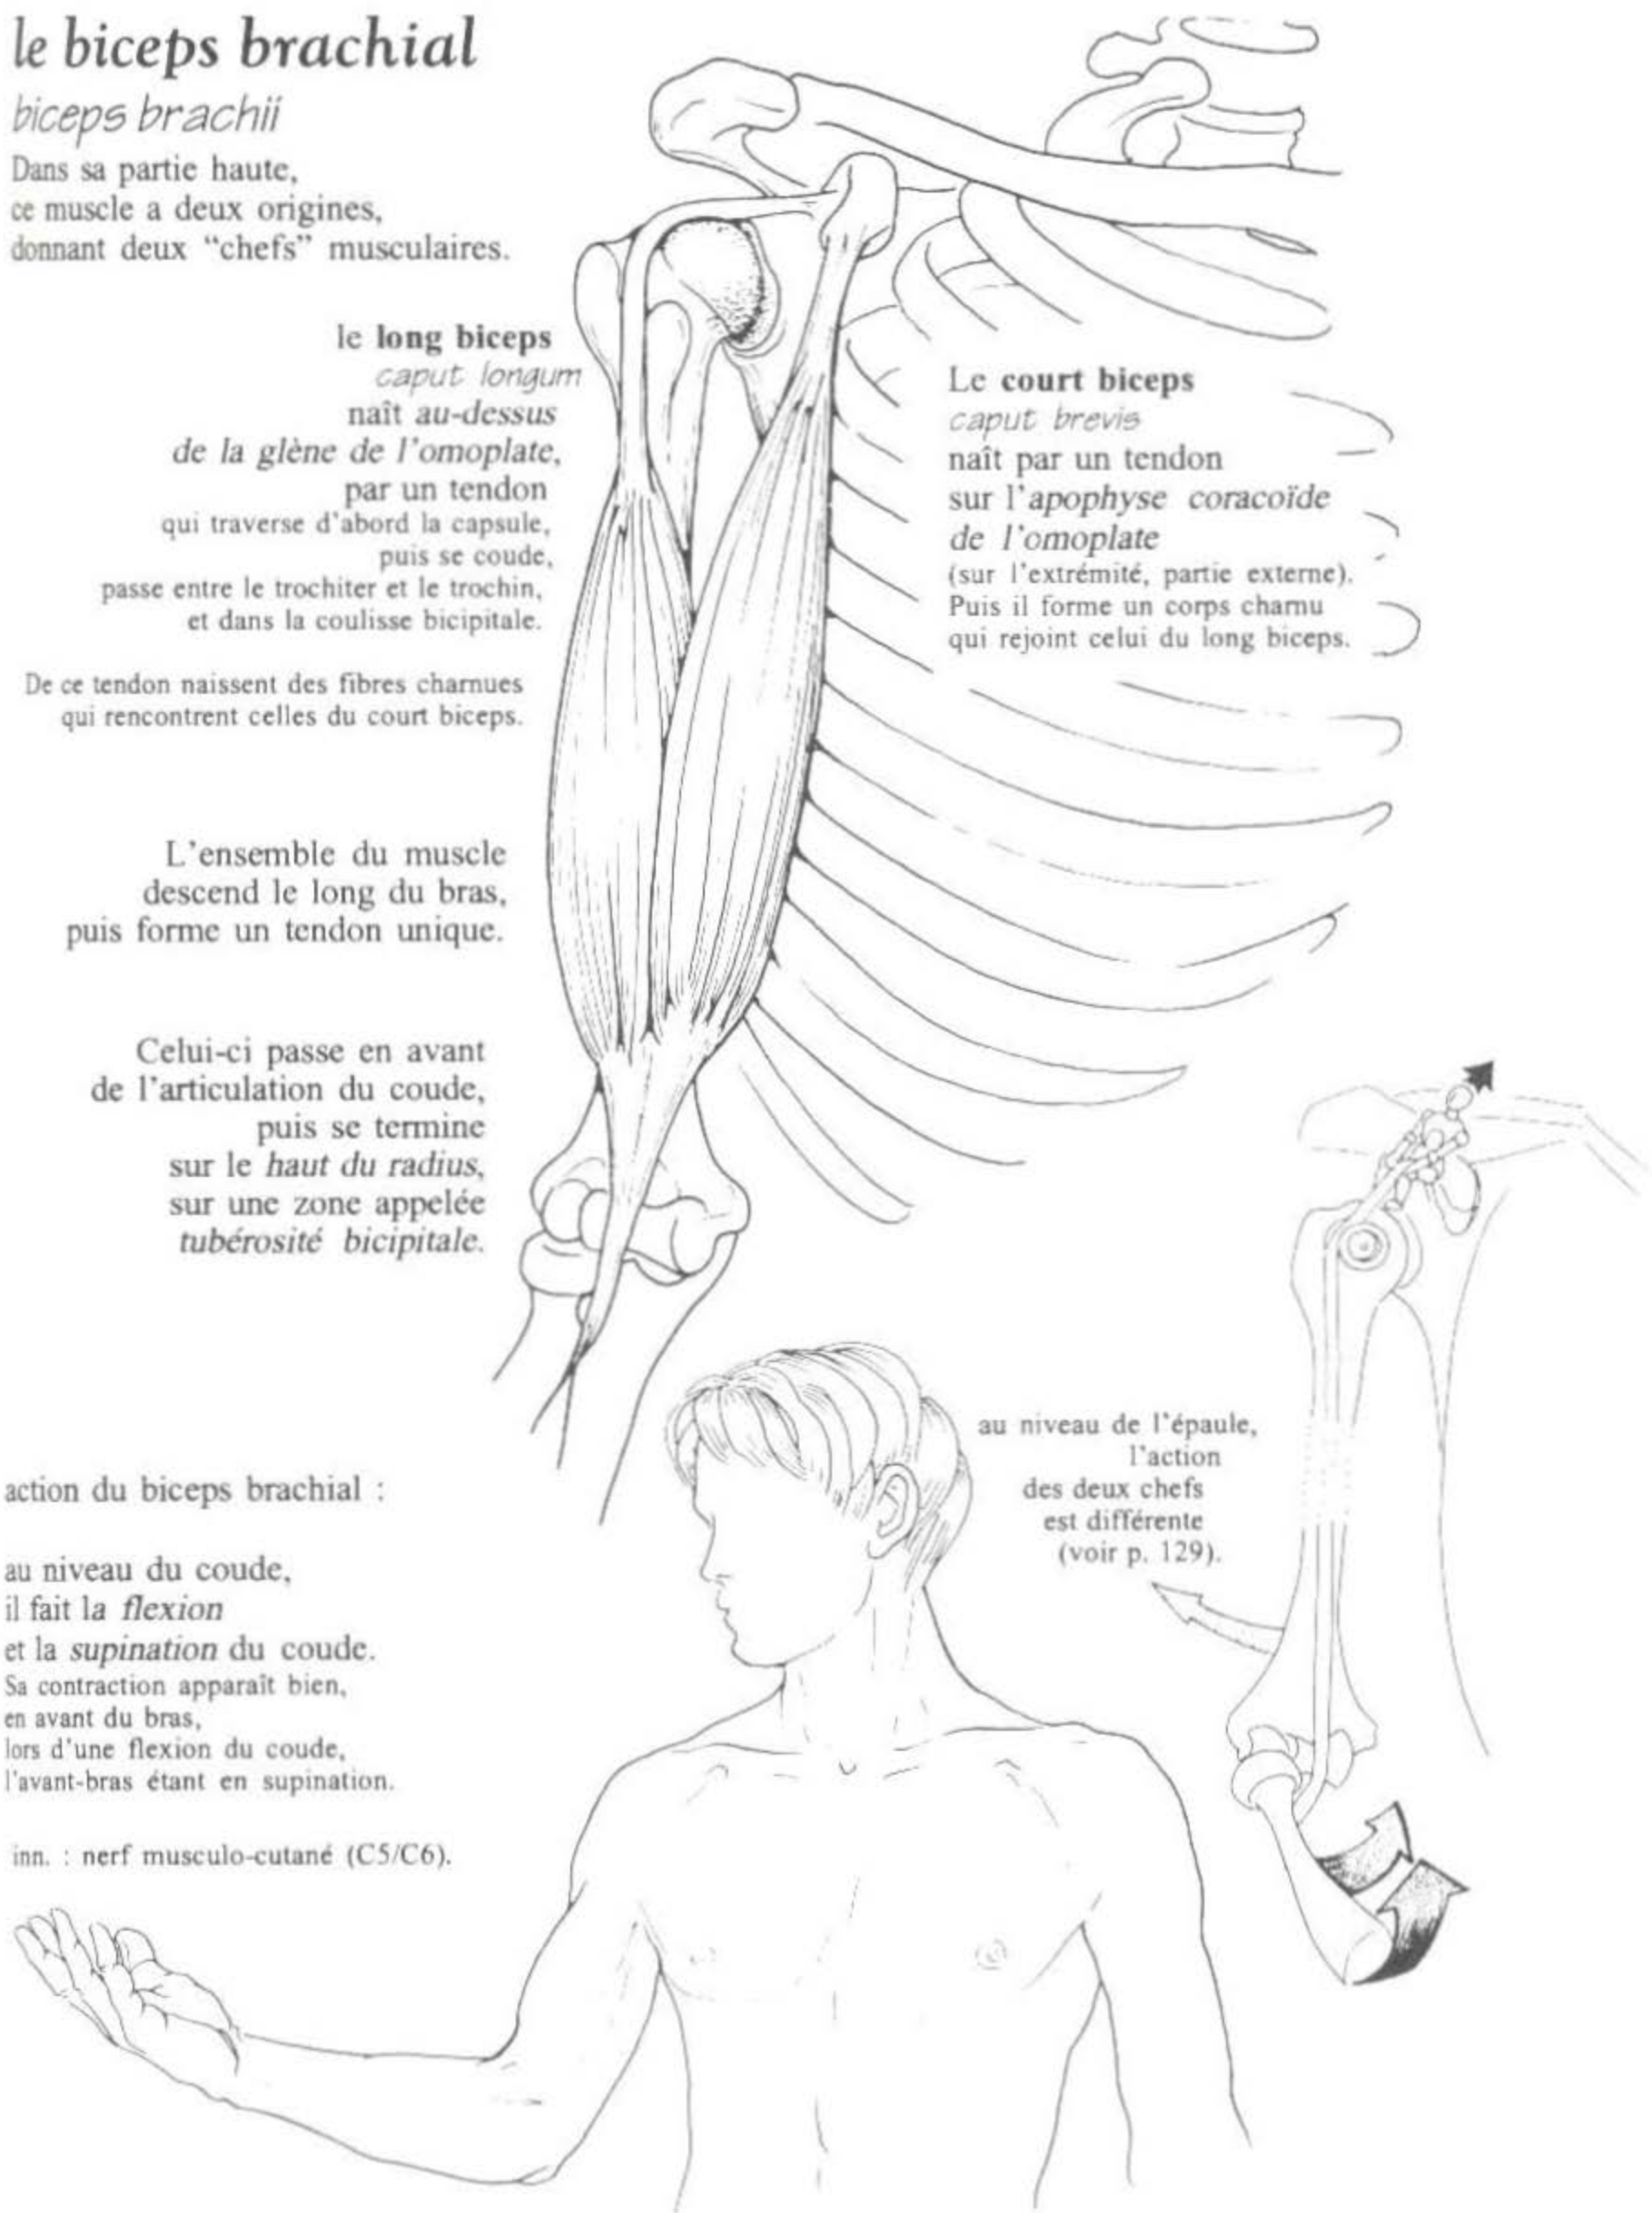 le biceps brachial
biceps brachii
Dans sa partie haute,
ce muscle a deux origines,
donnant deux “chefs” musculaires.
le long biceps
caput longum
naît au-dessus
de la glène de l'omoplate,
par un tendon
qui traverse d'abord la capsule,
puis se coude,
passe entre le trochiter et le trochin,
et dans la coulisse bicipitale.
De ce tendon naissent des fibres charnues
qui rencontrent celles du court biceps.
Le court biceps
caput brevis
naît par un tendon
sur l'apophyse coracoïde
de l'omoplate
(sur l'extrémité, partie externe).
Puis il forme un corps charnu
qui rejoint celui du long biceps.
L'ensemble du muscle
descend le long du bras,
puis forme un tendon unique.
Celui-ci passe en avant
de l'articulation du coude,
puis se termine
sur le haut du radius,
sur une zone appelée
tubérosité bicipitale.
au niveau de l'épaule,
l'action
des deux chefs
est différente
(voir p. 129).
action du biceps brachial :
au niveau du coude,
il fait la flexion
et la supination du coude.
Sa contraction apparaît bien,
en avant du bras,
lors d'une flexion du coude,
l'avant-bras étant en supination.
inn. : nerf musculo-cutané (C5/C6).